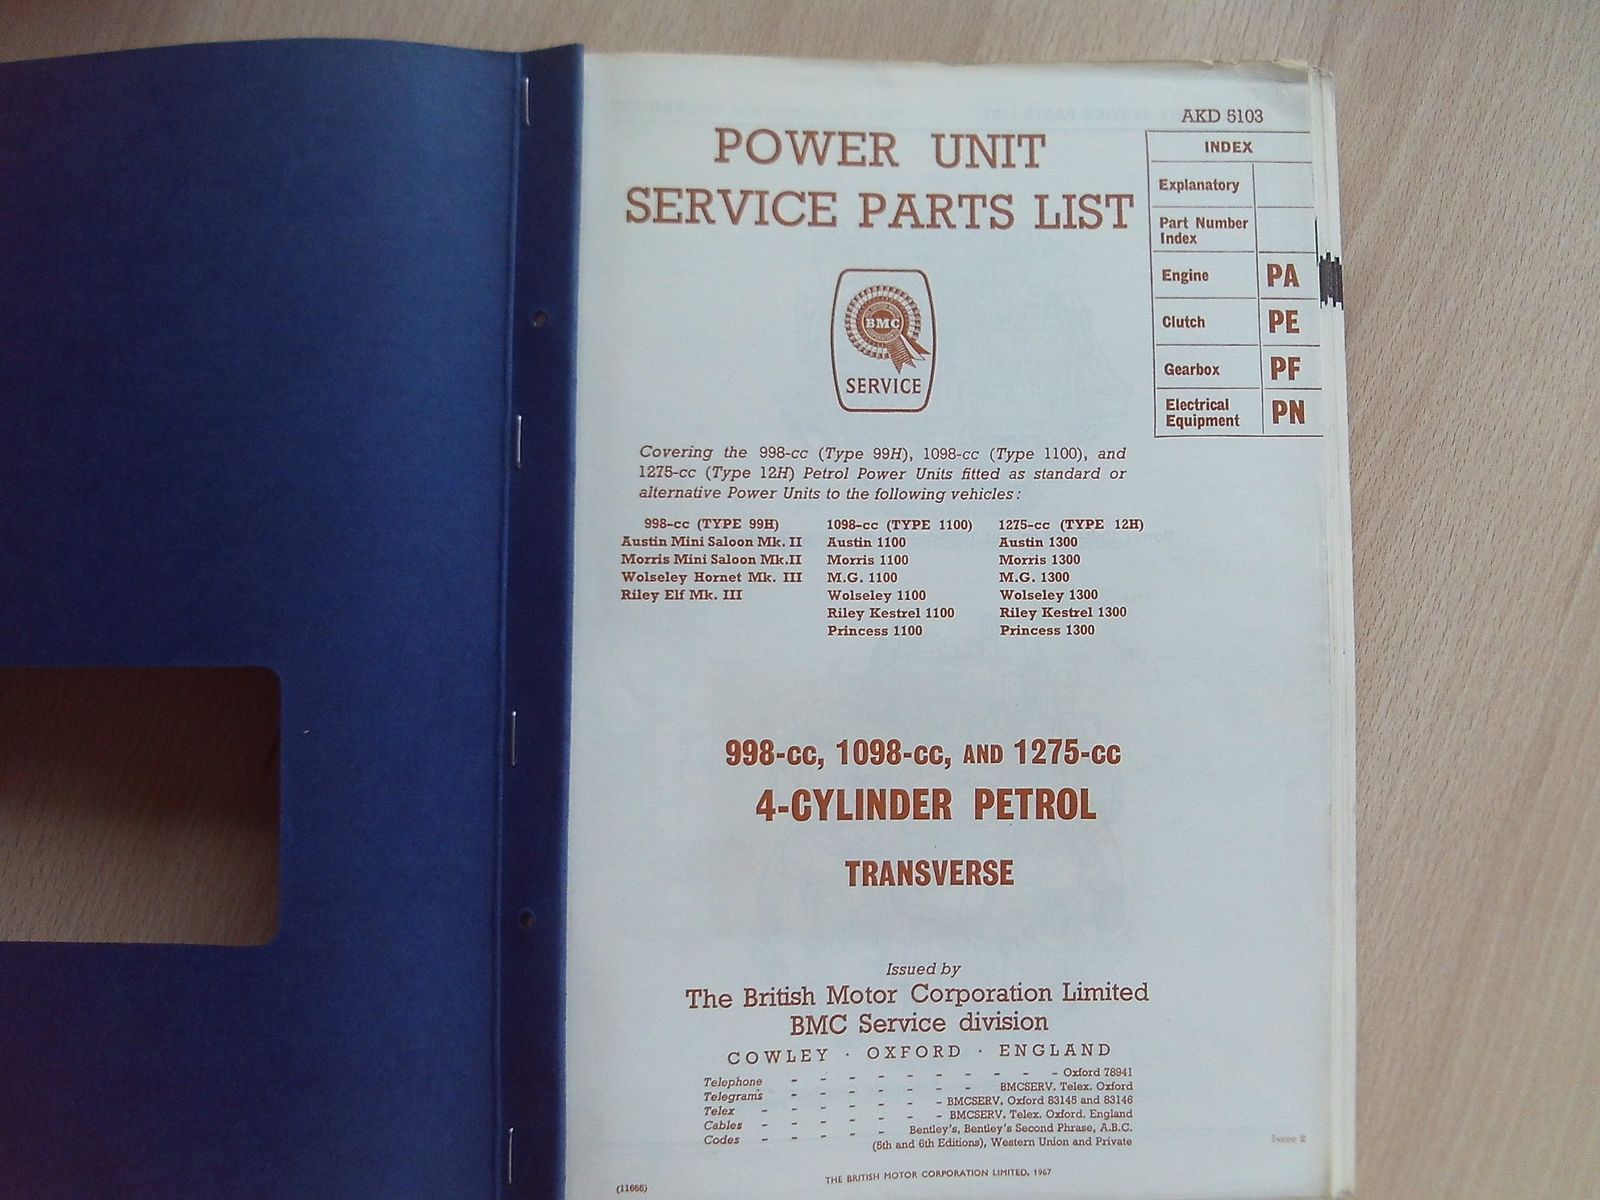 AKD 5103
POWER UNIT
SERVICE PARTS LIST
INDEX
Explanatory
Part Number
Index
Engine PA
Clutch PE
Gearbox PF
Electrical
Equipment PN
BMC
SERVICE
Covering the 998-cc (Type 99H), 1098-cc (Type 1100), and
1275-cc (Type 12H) Petrol Power Units fitted as standard or
alternative Power Units to the following vehicles:
998-cc (TYPE 99H) 1098-cc (TYPE 1100) 1275-cc (TYPE 12H)
Austin Mini Saloon Mk. II Austin 1100 Austin 1300
Morris Mini Saloon Mk.II Morris 1100 Morris 1300
Wolseley Hornet Mk. III M.G. 1100 M.G. 1300
Riley Elf Mk. III Wolseley 1100 Wolseley 1300
Riley Kestrel 1100 Riley Kestrel 1300
Princess 1100 Princess 1300
998-cc, 1098-cc, AND 1275-cc
4-CYLINDER PETROL
TRANSVERSE
Issued by
The British Motor Corporation Limited
BMC Service division
COWLEY · OXFORD · ENGLAND
Telephone - - - - - - - - - - Oxford 78941
Telegrams - - - - - - - BMCSERV. Telex. Oxford
Telex - - - - - - - BMCSERV. Oxford 83145 and 83146
Cables - - - - - - - BMCSERV. Telex. Oxford. England
Codes - - - - - Bentley's, Bentley's Second Phrase, A.B.C.
(5th and 6th Editions), Western Union and Private
Issue 2
THE BRITISH MOTOR CORPORATION LIMITED, 1967
(11666)